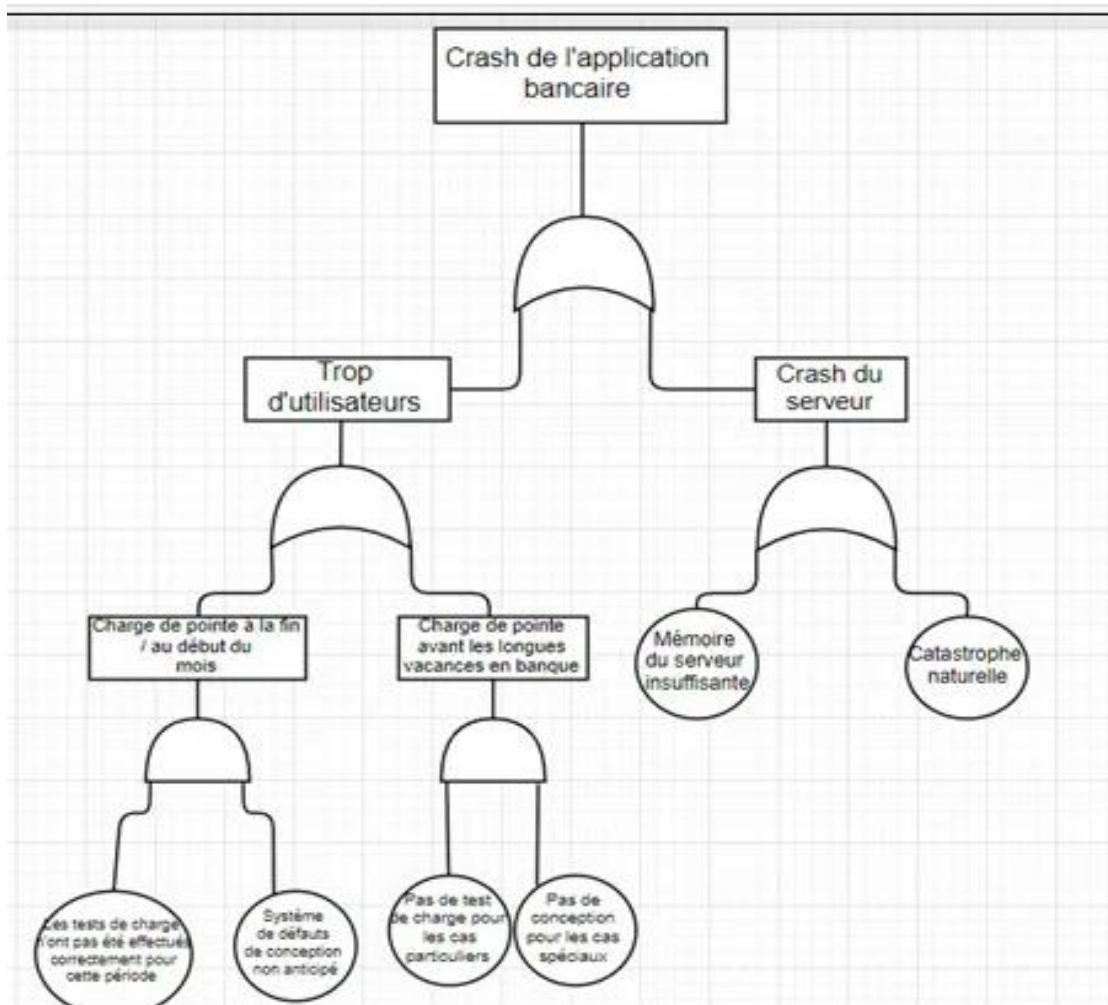 Crash de l'application
bancaire
Trop
d'utilisateurs
Crash du
serveur
Charge de pointe à la fin
/ au début du
mois
Charge de pointe
avant les longues
vacances en banque
Mémoire
du serveur
insuffisante
Catastrophe
naturelle
Les tests de charge
n'ont pas été effectués
correctement pour
cette période
Système
de défauts
de conception
non anticipé
Pas de test
de charge pour
les cas
particuliers
Pas de
conception
pour les cas
spéciaux